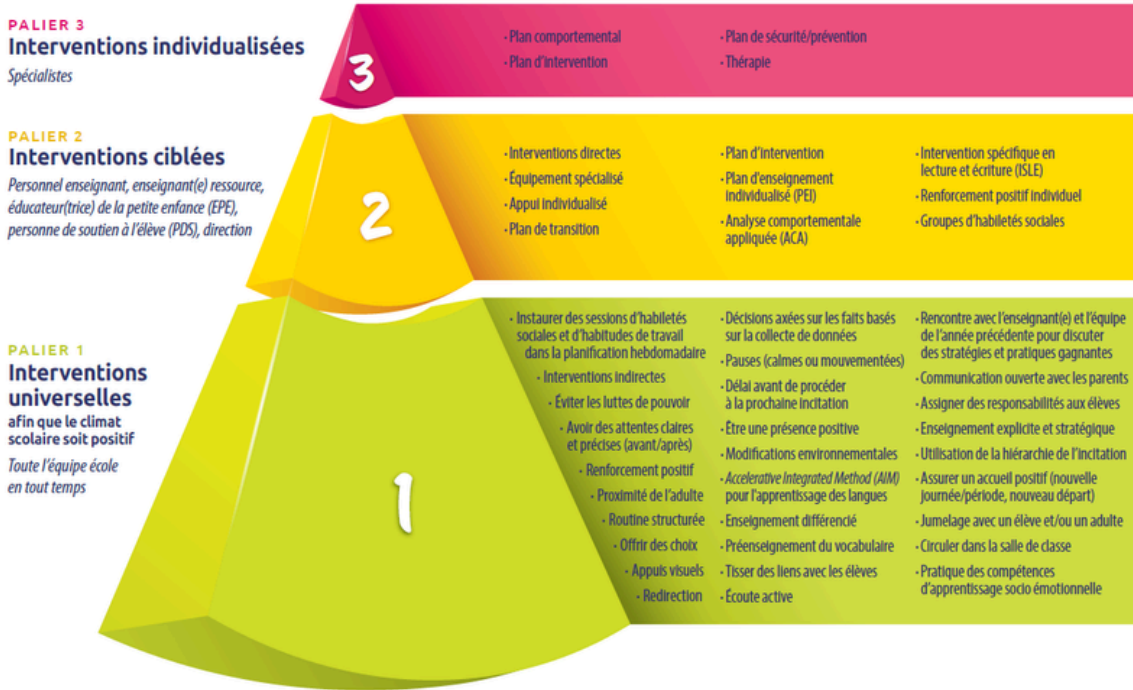 PALIER 3
Interventions individualisées
Spécialistes
3
• Plan comportemental
• Plan d'intervention
• Plan de sécurité/prévention
• Thérapie
PALIER 2
Interventions ciblées
Personnel enseignant, enseignant(e) ressource,
éducateur(trice) de la petite enfance (EPE),
personne de soutien à l'élève (PDS), direction
2
• Interventions directes
• Équipement spécialisé
• Appui individualisé
• Plan de transition
• Plan d'intervention
• Plan d'enseignement
individualisé (PEI)
• Analyse comportementale
appliquée (ACA)
• Intervention spécifique en
lecture et écriture (ISLE)
• Renforcement positif individuel
• Groupes d'habiletés sociales
PALIER 1
Interventions
universelles
afin que le climat
scolaire soit positif
Toute l'équipe école
en tout temps
1
• Instaurer des sessions d'habiletés
sociales et d'habitudes de travail
dans la planification hebdomadaire
• Interventions indirectes
• Éviter les luttes de pouvoir
• Avoir des attentes claires
et précises (avant/après)
• Renforcement positif
• Proximité de l'adulte
• Routine structurée
• Offrir des choix
• Appuis visuels
• Redirection
• Décisions axées sur les faits basés
sur la collecte de données
• Pauses (calmes ou mouvementées)
• Délai avant de procéder
à la prochaine incitation
• Être une présence positive
• Modifications environnementales
• Accelerative Integrated Method (AIM)
pour l'apprentissage des langues
• Enseignement différencié
• Préenseignement du vocabulaire
• Tisser des liens avec les élèves
• Écoute active
• Rencontre avec l'enseignant(e) et l'équipe
de l'année précédente pour discuter
des stratégies et pratiques gagnantes
• Communication ouverte avec les parents
• Assigner des responsabilités aux élèves
• Enseignement explicite et stratégique
• Utilisation de la hiérarchie de l'incitation
• Assurer un accueil positif (nouvelle
journée/période, nouveau départ)
• Jumelage avec un élève et/ou un adulte
• Circuler dans la salle de classe
• Pratique des compétences
d'apprentissage socio émotionnelle